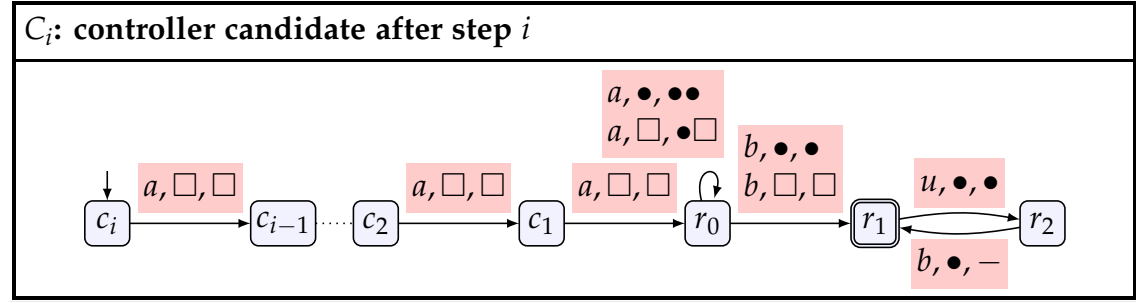 C_i: controller candidate after step i
a, ●, ●●
a, □, ●□
b, ●, ●
b, □, □
a, □, □
a, □, □
a, □, □
u, ●, ●
c_i
c_{i−1}
c_2
c_1
r_0
r_1
r_2
b, ●, −